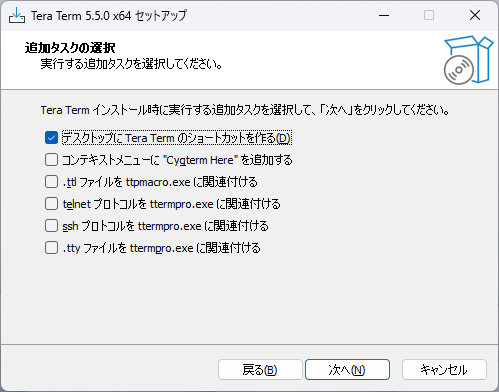 Tera Term 5.5.0 x64 セットアップ
追加タスクの選択
実行する追加タスクを選択してください。
Tera Term インストール時に実行する追加タスクを選択して、「次へ」をクリックしてください。
デスクトップに Tera Term のショートカットを作る(D)
コンテキストメニューに "Cygterm Here" を追加する
.ttl ファイルを ttpmacro.exe に関連付ける
telnet プロトコルを ttermpro.exe に関連付ける
ssh プロトコルを ttermpro.exe に関連付ける
.tty ファイルを ttermpro.exe に関連付ける
戻る(B) 次へ(N) キャンセル